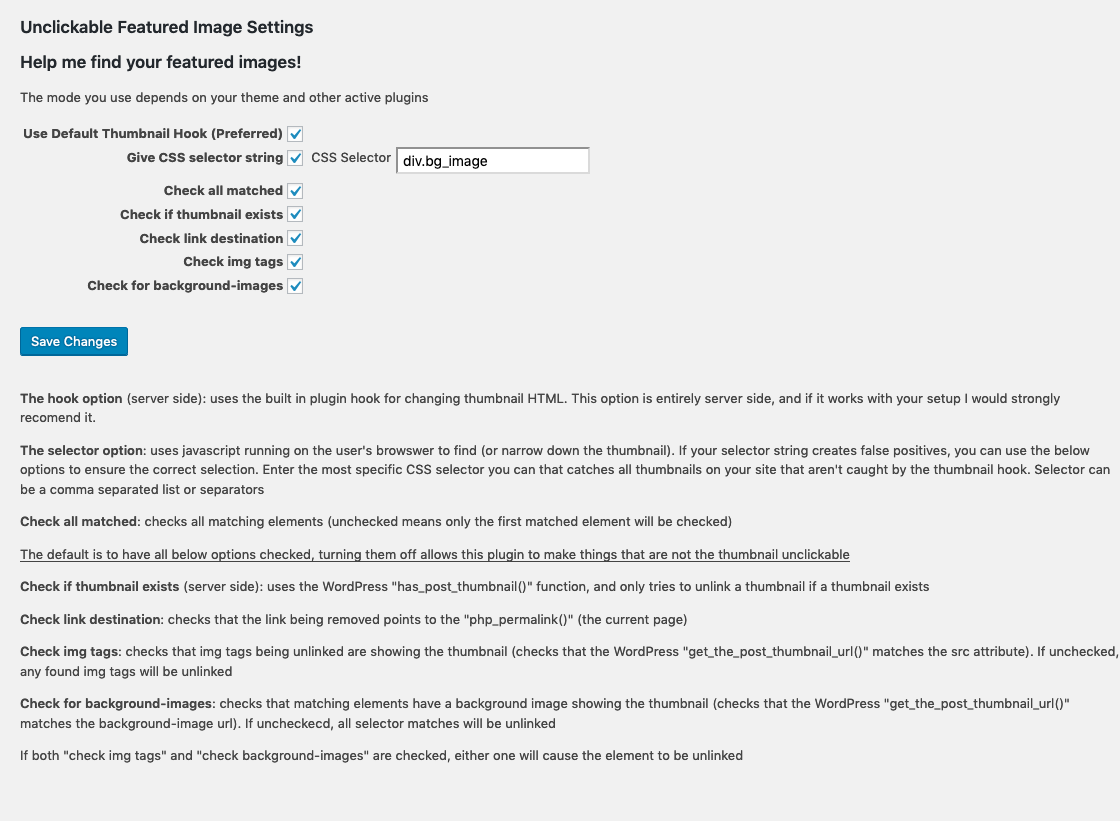 Unclickable Featured Image Settings
Help me find your featured images!
The mode you use depends on your theme and other active plugins
Use Default Thumbnail Hook (Preferred)
Give CSS selector string CSS Selector div.bg_image
Check all matched
Check if thumbnail exists
Check link destination
Check img tags
Check for background-images
Save Changes
The hook option (server side): uses the built in plugin hook for changing thumbnail HTML. This option is entirely server side, and if it works with your setup I would strongly
recomend it.
The selector option: uses javascript running on the user's browswer to find (or narrow down the thumbnail). If your selector string creates false positives, you can use the below
options to ensure the correct selection. Enter the most specific CSS selector you can that catches all thumbnails on your site that aren't caught by the thumbnail hook. Selector can
be a comma separated list or separators
Check all matched: checks all matching elements (unchecked means only the first matched element will be checked)
The default is to have all below options checked, turning them off allows this plugin to make things that are not the thumbnail unclickable
Check if thumbnail exists (server side): uses the WordPress "has_post_thumbnail()" function, and only tries to unlink a thumbnail if a thumbnail exists
Check link destination: checks that the link being removed points to the "php_permalink()" (the current page)
Check img tags: checks that img tags being unlinked are showing the thumbnail (checks that the WordPress "get_the_post_thumbnail_url()" matches the src attribute). If unchecked,
any found img tags will be unlinked
Check for background-images: checks that matching elements have a background image showing the thumbnail (checks that the WordPress "get_the_post_thumbnail_url()"
matches the background-image url). If uncheckecd, all selector matches will be unlinked
If both "check img tags" and "check background-images" are checked, either one will cause the element to be unlinked